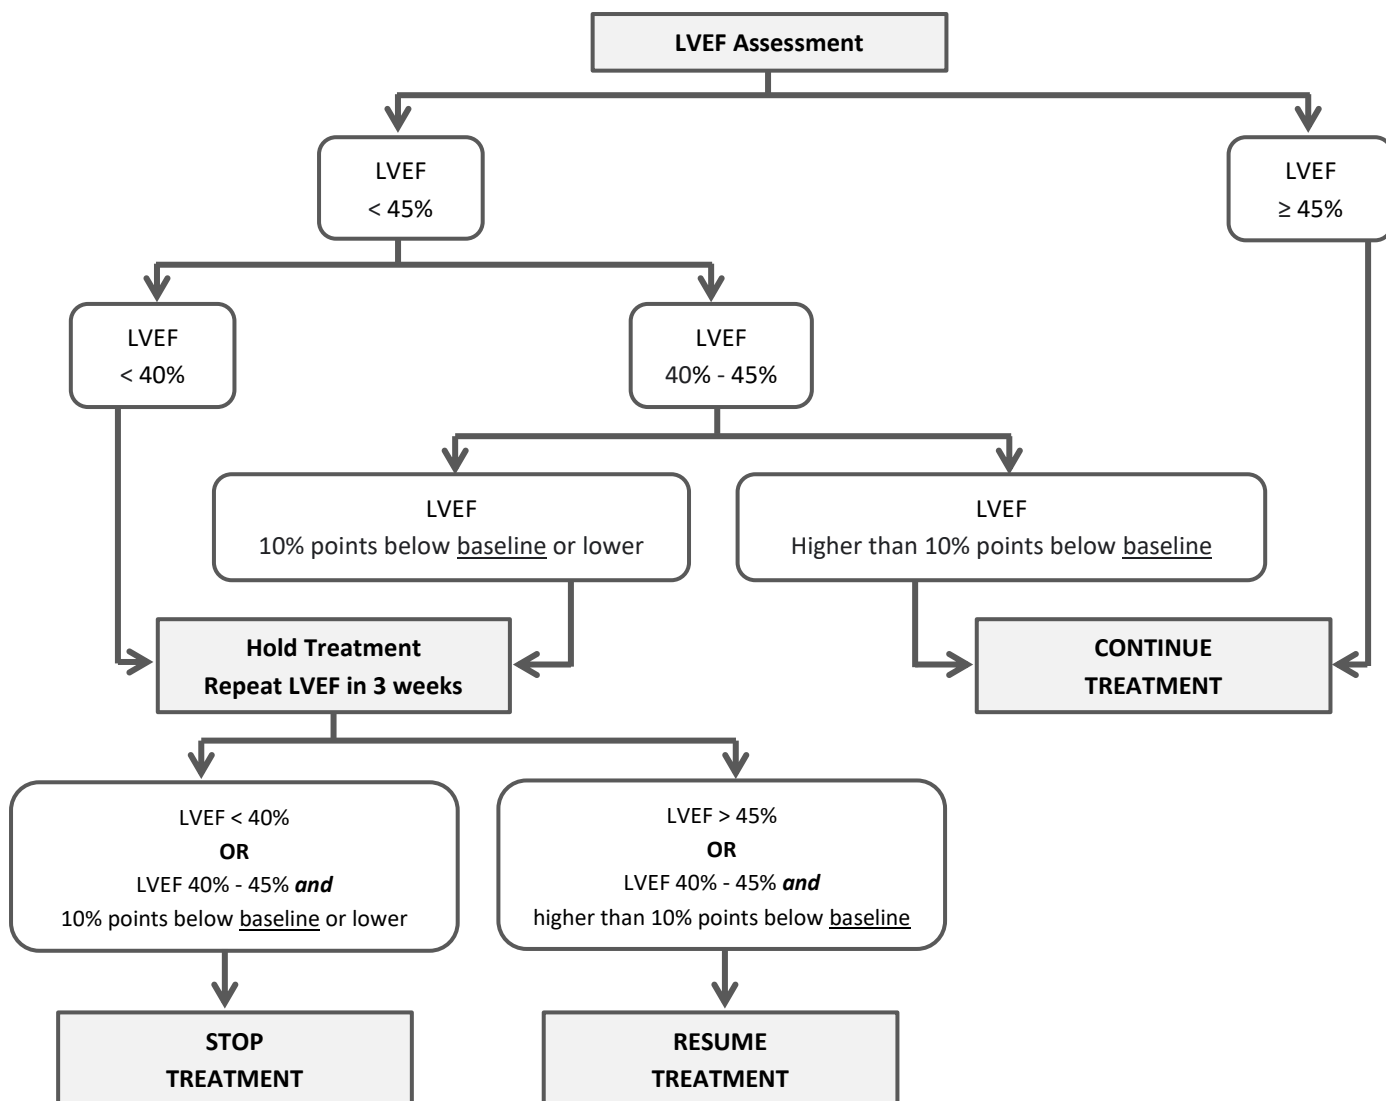 LVEF Assessment
LVEF
< 45%
LVEF
≥ 45%
LVEF
< 40%
LVEF
40% - 45%
LVEF
10% points below baseline or lower
LVEF
Higher than 10% points below baseline
Hold Treatment
Repeat LVEF in 3 weeks
CONTINUE
TREATMENT
LVEF < 40%
OR
LVEF 40% - 45% and
10% points below baseline or lower
LVEF > 45%
OR
LVEF 40% - 45% and
higher than 10% points below baseline
STOP
TREATMENT
RESUME
TREATMENT